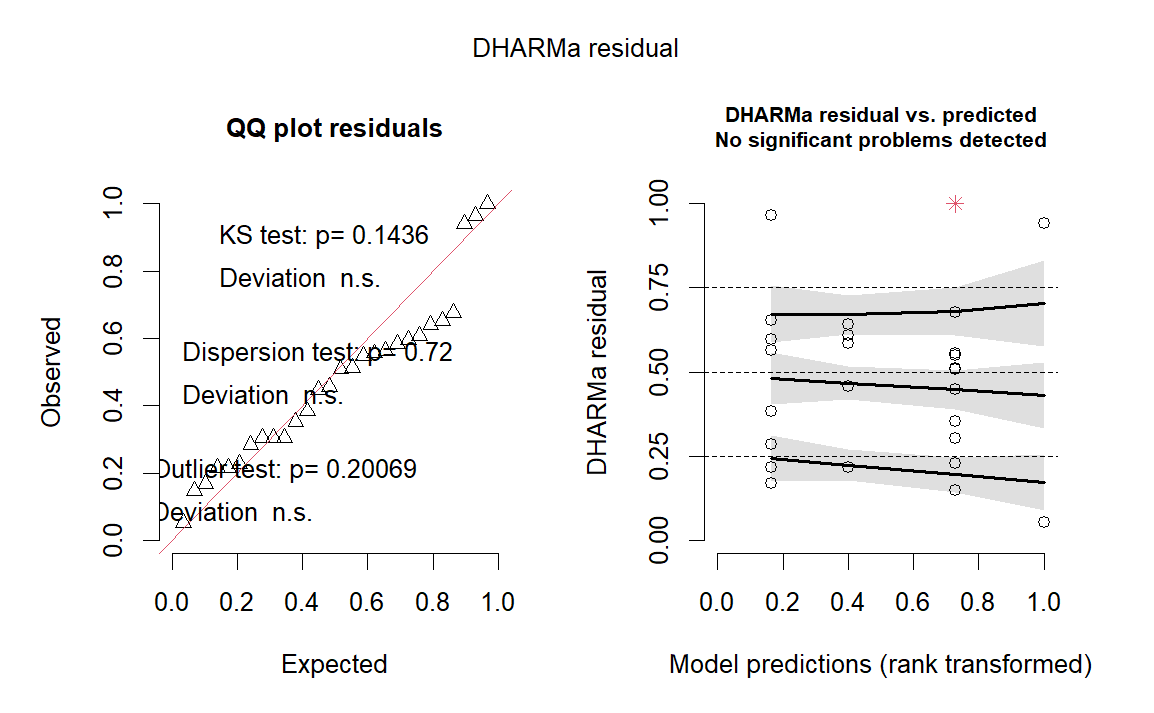 DHARMa residual
QQ plot residuals
KS test: p= 0.1436
Deviation n.s.
Dispersion test: p= 0.72
Deviation n.s.
Outlier test: p= 0.20069
Deviation n.s.
Observed
0.0 0.2 0.4 0.6 0.8 1.0
0.0 0.2 0.4 0.6 0.8 1.0
Expected
DHARMa residual vs. predicted
No significant problems detected
DHARMa residual
0.00 0.25 0.50 0.75 1.00
0.0 0.2 0.4 0.6 0.8 1.0
Model predictions (rank transformed)